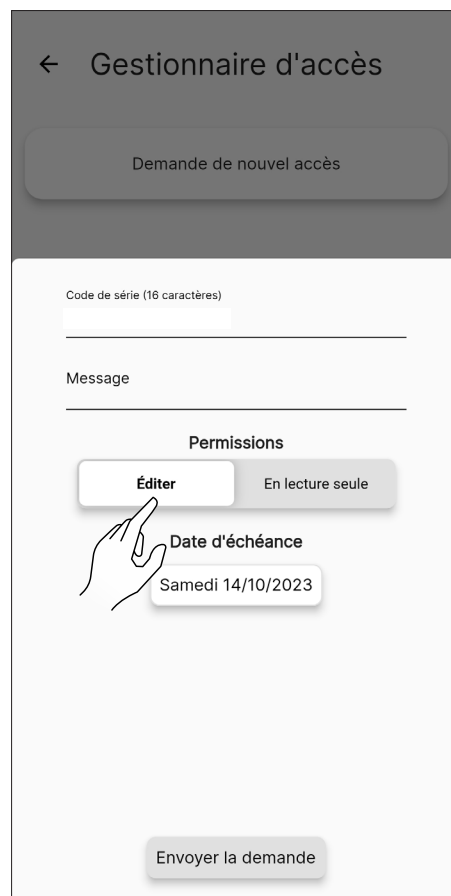 Gestionnaire d'accès
Demande de nouvel accès
Code de série (16 caractères)
Message
Permissions
Éditer
En lecture seule
Date d'échéance
Samedi 14/10/2023
Envoyer la demande